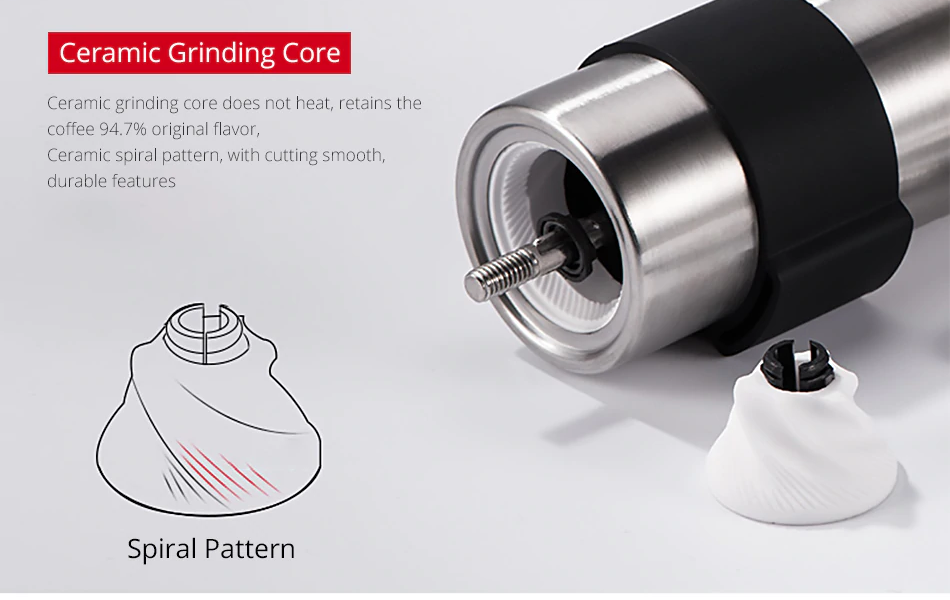 Ceramic Grinding Core
Ceramic grinding core does not heat, retains the
coffee 94.7% original flavor,
Ceramic spiral pattern, with cutting smooth,
durable features
Spiral Pattern